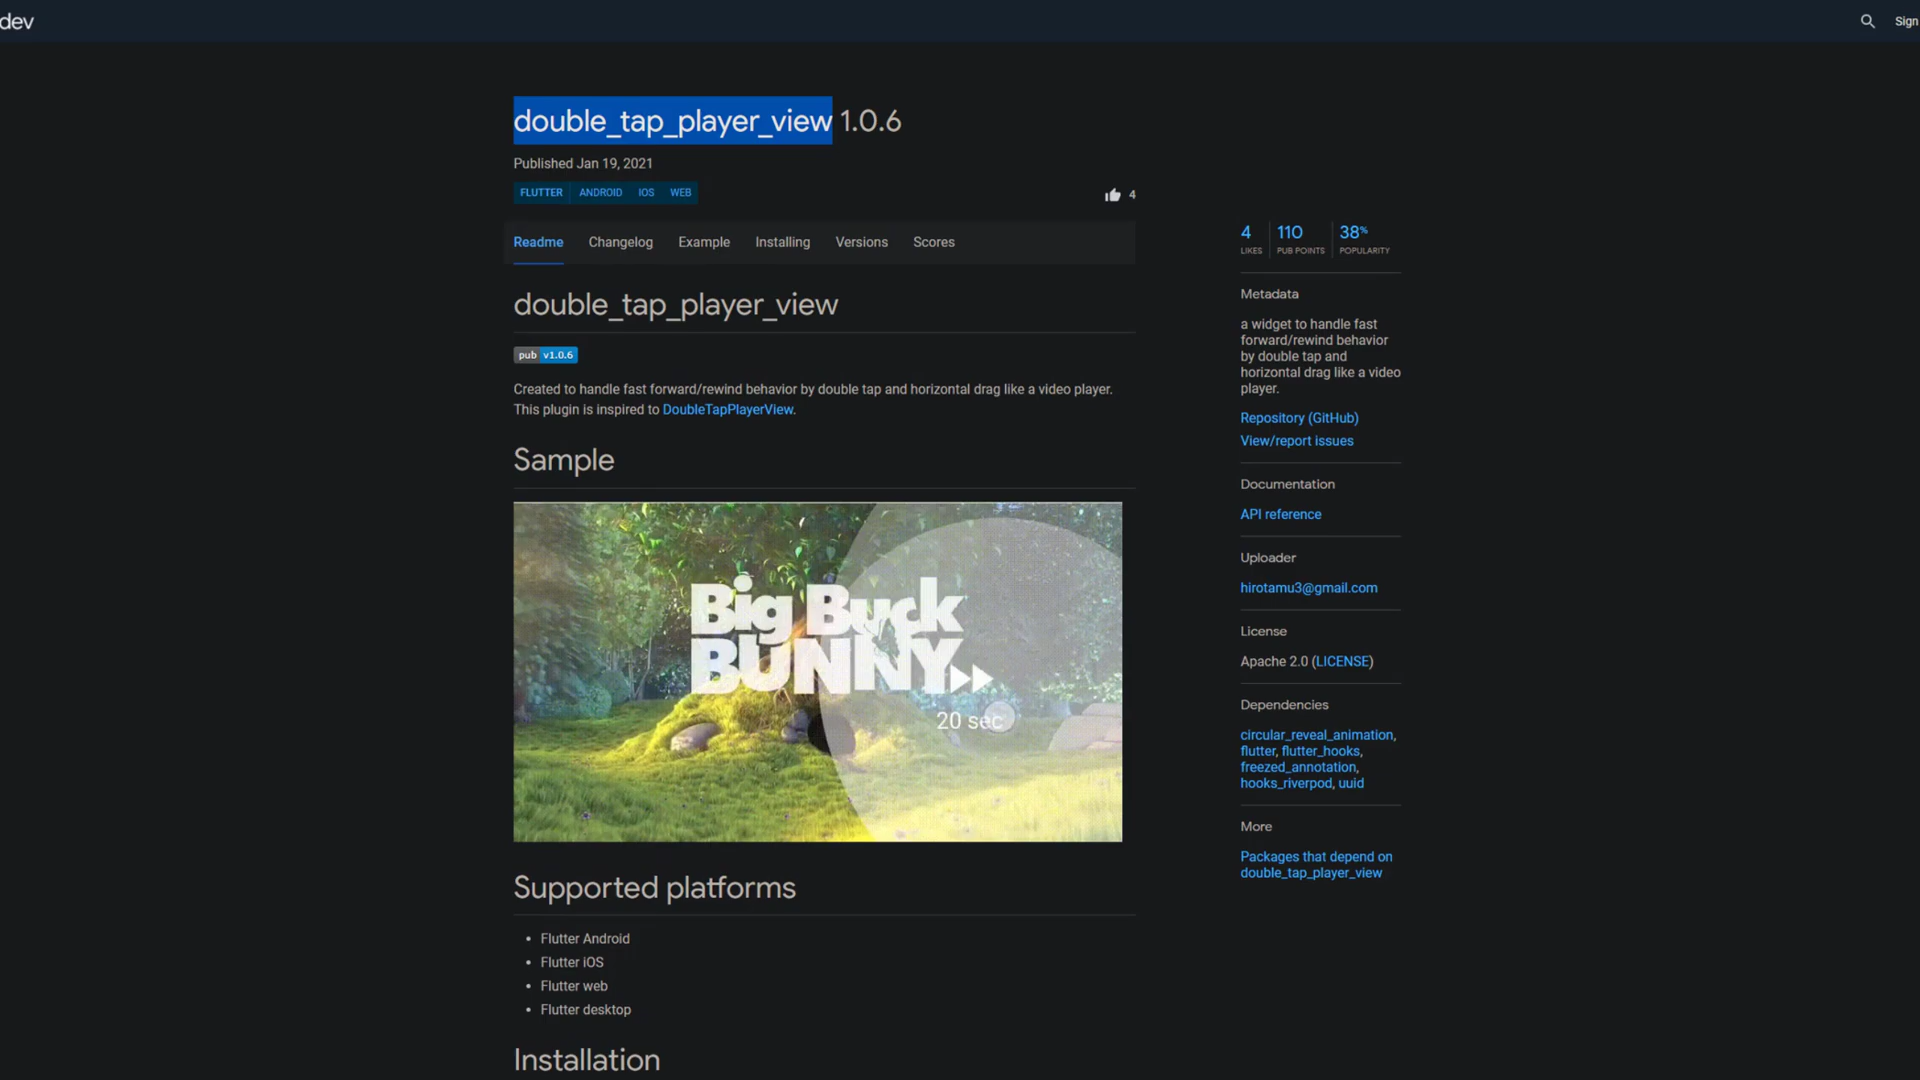 dev
Sign
double_tap_player_view 1.0.6
Published Jan 19, 2021
FLUTTER ANDROID IOS WEB
4
Readme Changelog Example Installing Versions Scores
double_tap_player_view
pub v1.0.6
Created to handle fast forward/rewind behavior by double tap and horizontal drag like a video player.
This plugin is inspired to DoubleTapPlayerView.
Sample
Big Buck
BUNNY
20 sec
Supported platforms
• Flutter Android
• Flutter iOS
• Flutter web
• Flutter desktop
Installation
4 110 38%
LIKES PUB POINTS POPULARITY
Metadata
a widget to handle fast
forward/rewind behavior
by double tap and
horizontal drag like a video
player.
Repository (GitHub)
View/report issues
Documentation
API reference
Uploader
hirotamu3@gmail.com
License
Apache 2.0 (LICENSE)
Dependencies
circular_reveal_animation,
flutter, flutter_hooks,
freezed_annotation,
hooks_riverpod, uuid
More
Packages that depend on
double_tap_player_view